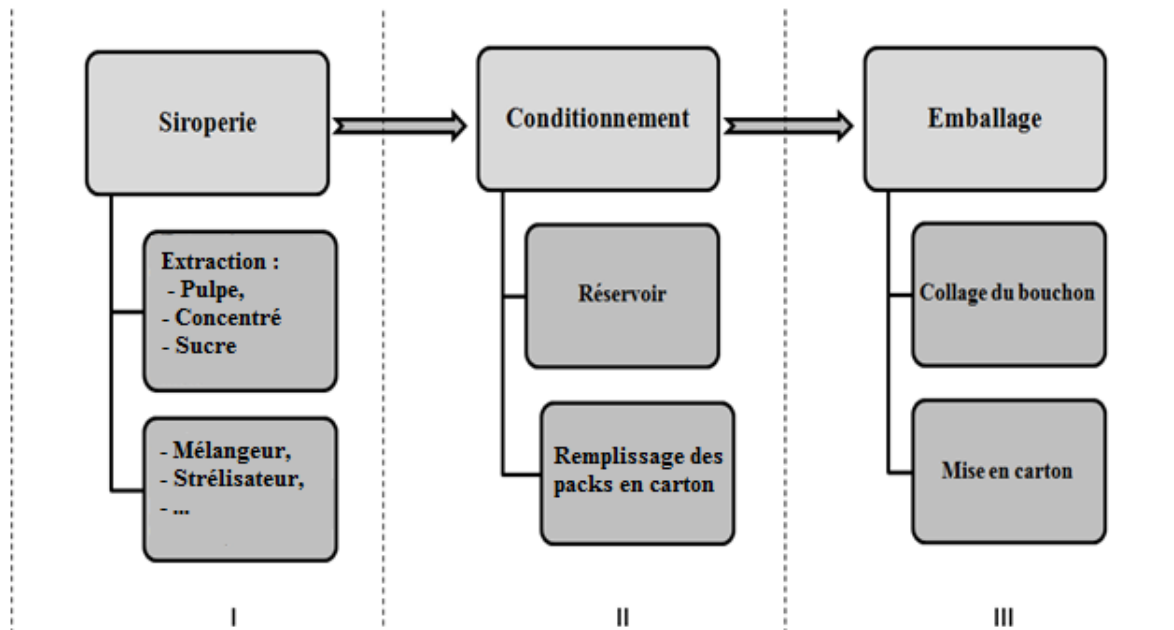 Siroperie
Extraction :
- Pulpe,
- Concentré
- Sucre
- Mélangeur,
- Strélisateur,
- ...
I
Conditionnement
Réservoir
Remplissage des
packs en carton
II
Emballage
Collage du bouchon
Mise en carton
III